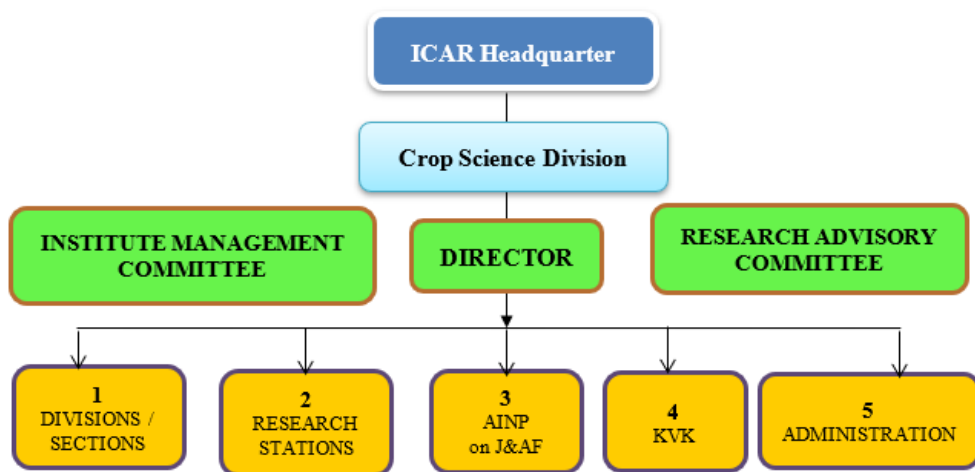 ICAR Headquarter
Crop Science Division
INSTITUTE MANAGEMENT
COMMITTEE
DIRECTOR
RESEARCH ADVISORY
COMMITTEE
1
DIVISIONS /
SECTIONS
2
RESEARCH
STATIONS
3
AINP
on J&AF
4
KVK
5
ADMINISTRATION